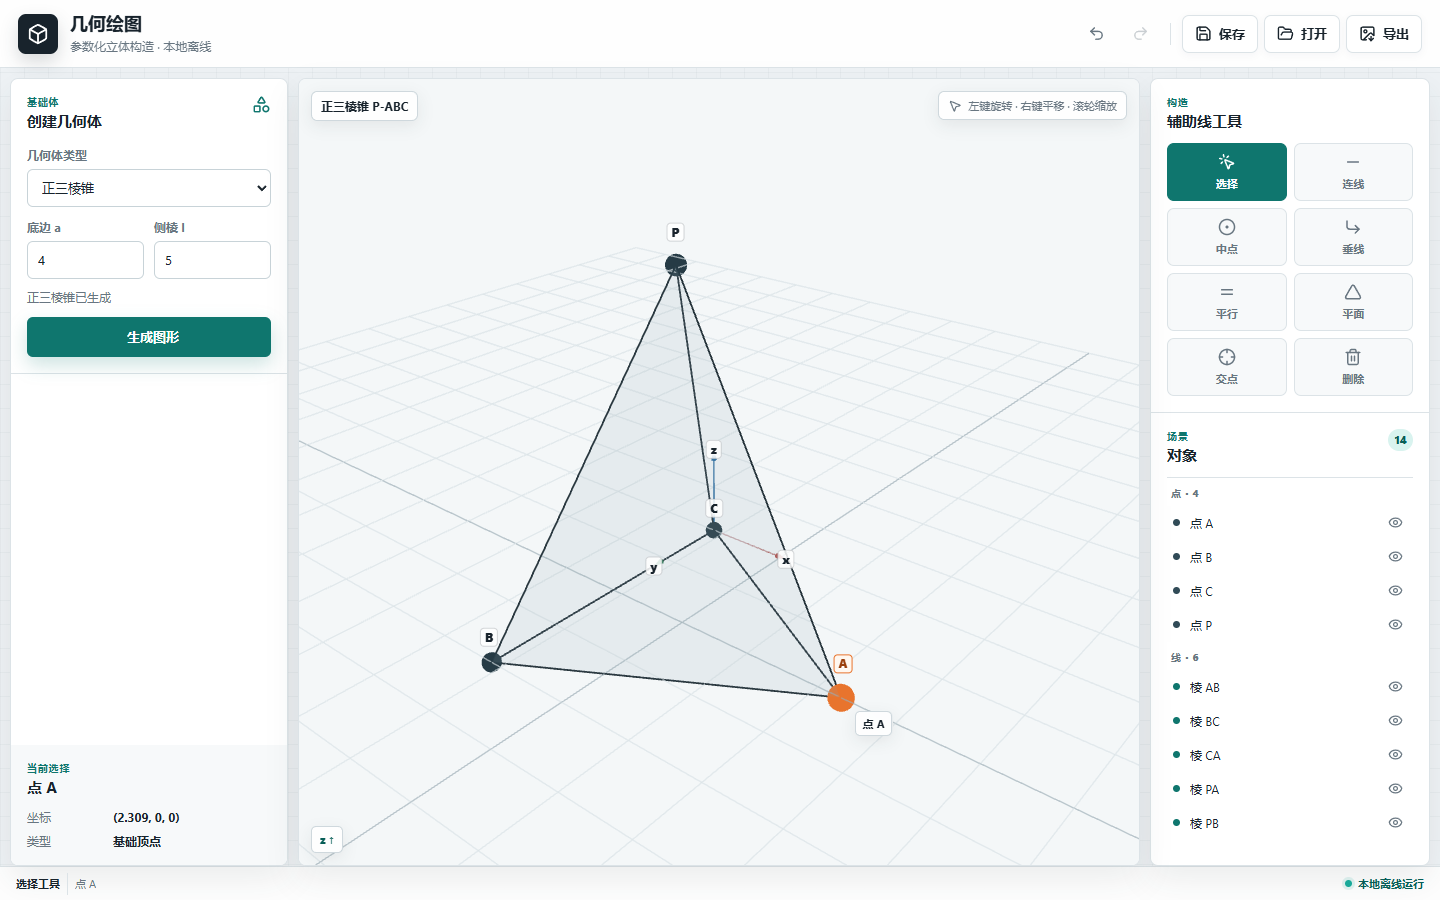 几何绘图
参数化立体构造 · 本地离线
保存
打开
导出
基础体
创建几何体
几何体类型
正三棱锥
底边 a
侧棱 l
4
5
正三棱锥已生成
生成图形
当前选择
点 A
坐标
(2.309, 0, 0)
类型
基础顶点
正三棱锥 P-ABC
左键旋转 · 右键平移 · 滚轮缩放
P
z
C
y
x
B
A
点 A
z ↑
构造
辅助线工具
选择
连线
中点
垂线
平行
平面
交点
删除
场景
对象
14
点 · 4
点 A
点 B
点 C
点 P
线 · 6
棱 AB
棱 BC
棱 CA
棱 PA
棱 PB
选择工具
点 A
本地离线运行